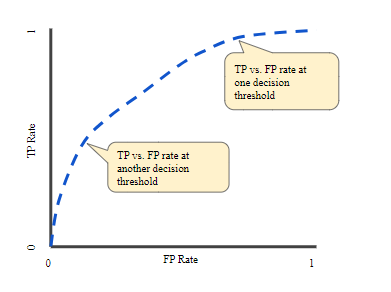 1
TP vs. FP rate at
one decision
threshold
TP Rate
TP vs. FP rate at
another decision
threshold
0
0
FP Rate
1